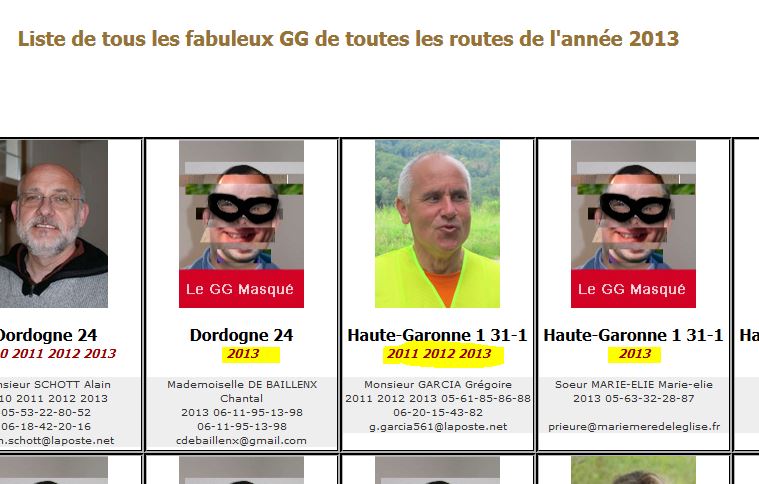 Liste de tous les fabuleux GG de toutes les routes de l'année 2013
Le GG Masqué
Le GG Masqué
Dordogne 24
0 2011 2012 2013
nsieur SCHOTT Alain
10 2011 2012 2013
05-53-22-80-52
06-18-42-20-16
n.schott@laposte.net
Dordogne 24
2013
Mademoiselle DE BAILLENX
Chantal
2013 06-11-95-13-98
06-11-95-13-98
cdebaillenx@gmail.com
Haute-Garonne 1 31-1
2011 2012 2013
Monsieur GARCIA Grégoire
2011 2012 2013 05-61-85-86-88
06-20-15-43-82
g.garcia561@laposte.net
Haute-Garonne 1 31-1
2013
Soeur MARIE-ELIE Marie-elie
2013 05-63-32-28-87
prieure@mariemeredeleglise.fr
Ha